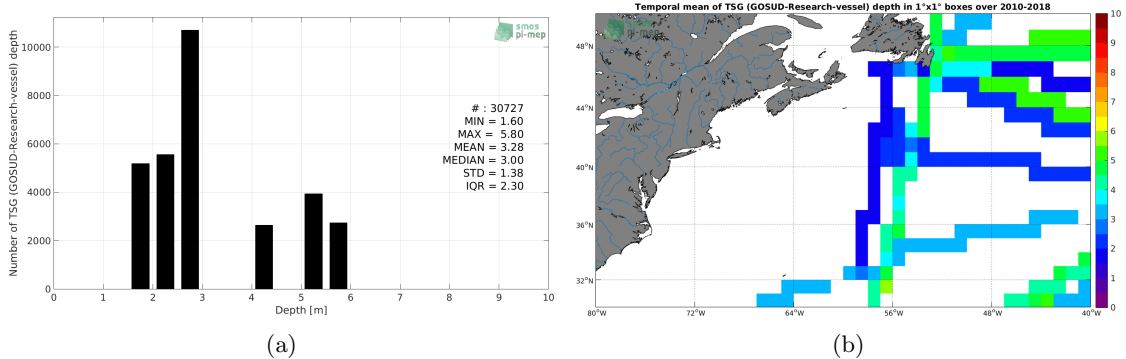 smos
pi-mep
Number of TSG (GOSUD-Research-vessel) depth
10000
8000
6000
4000
2000
0
# : 30727
MIN = 1.60
MAX = 5.80
MEAN = 3.28
MEDIAN = 3.00
STD = 1.38
IQR = 2.30
0 1 2 3 4 5 6 7 8 9 10
Depth [m]
(a)
Temporal mean of TSG (GOSUD-Research-vessel) depth in 1°x1° boxes over 2010-2018
smos
pi-mep
48°N
44°N
40°N
36°N
32°N
80°W 72°W 64°W 56°W 48°W 40°W
10
9
8
7
6
5
4
3
2
1
0
(b)